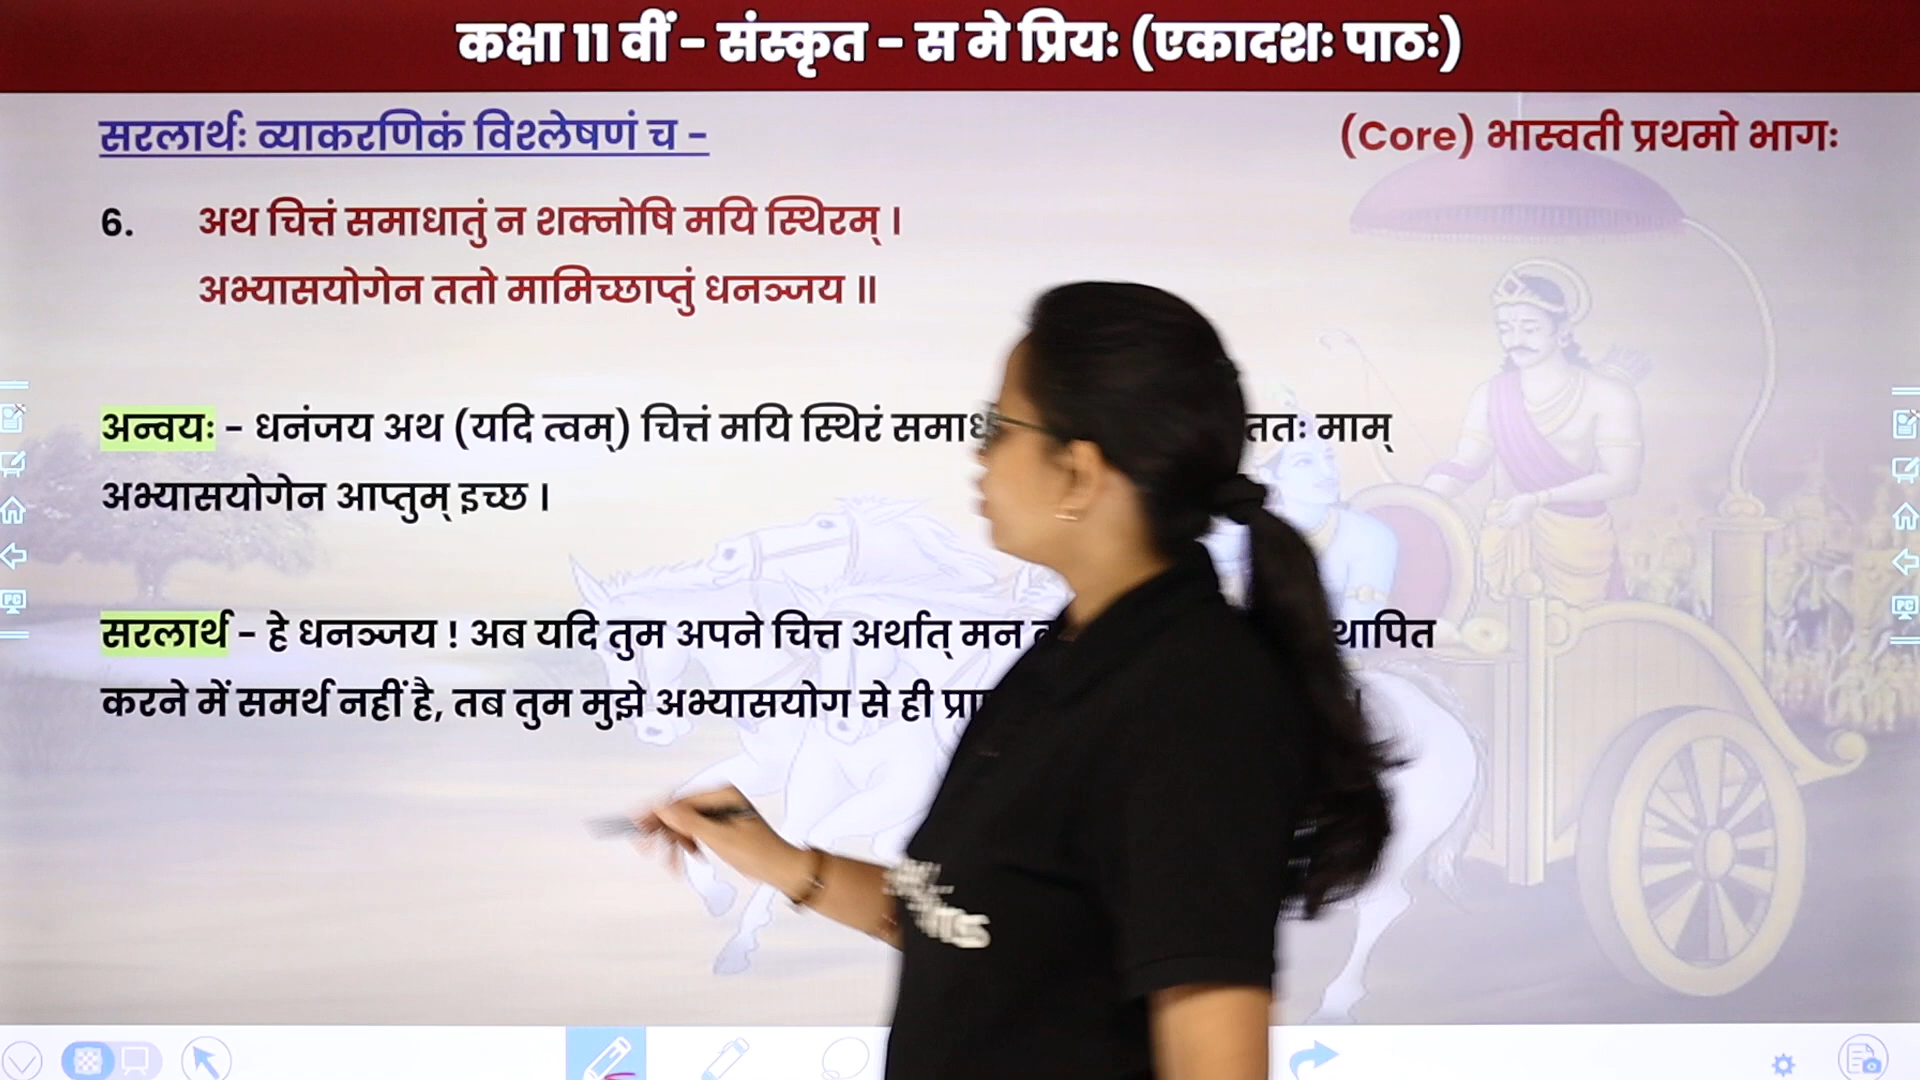 कक्षा 11 वीं - संस्कृत - स मे प्रियः (एकादशः पाठः)
सरलार्थः व्याकरणिकं विश्लेषणं च -
(Core) भास्वती प्रथमो भागः
6. अथ चित्तं समाधातुं न शक्नोषि मयि स्थिरम् ।
अभ्यासयोगेन ततो मामिच्छाप्तुं धनञ्जय ॥
अन्वयः - धनंजय अथ (यदि त्वम्) चित्तं मयि स्थिरं ततः माम्
अभ्यासयोगेन आप्तुम् इच्छ ।
सरलार्थ - हे धनञ्जय ! अब यदि तुम अपने चित्त अर्थात् मन
करने में समर्थ नहीं है, तब तुम मुझे अभ्यासयोग से ही